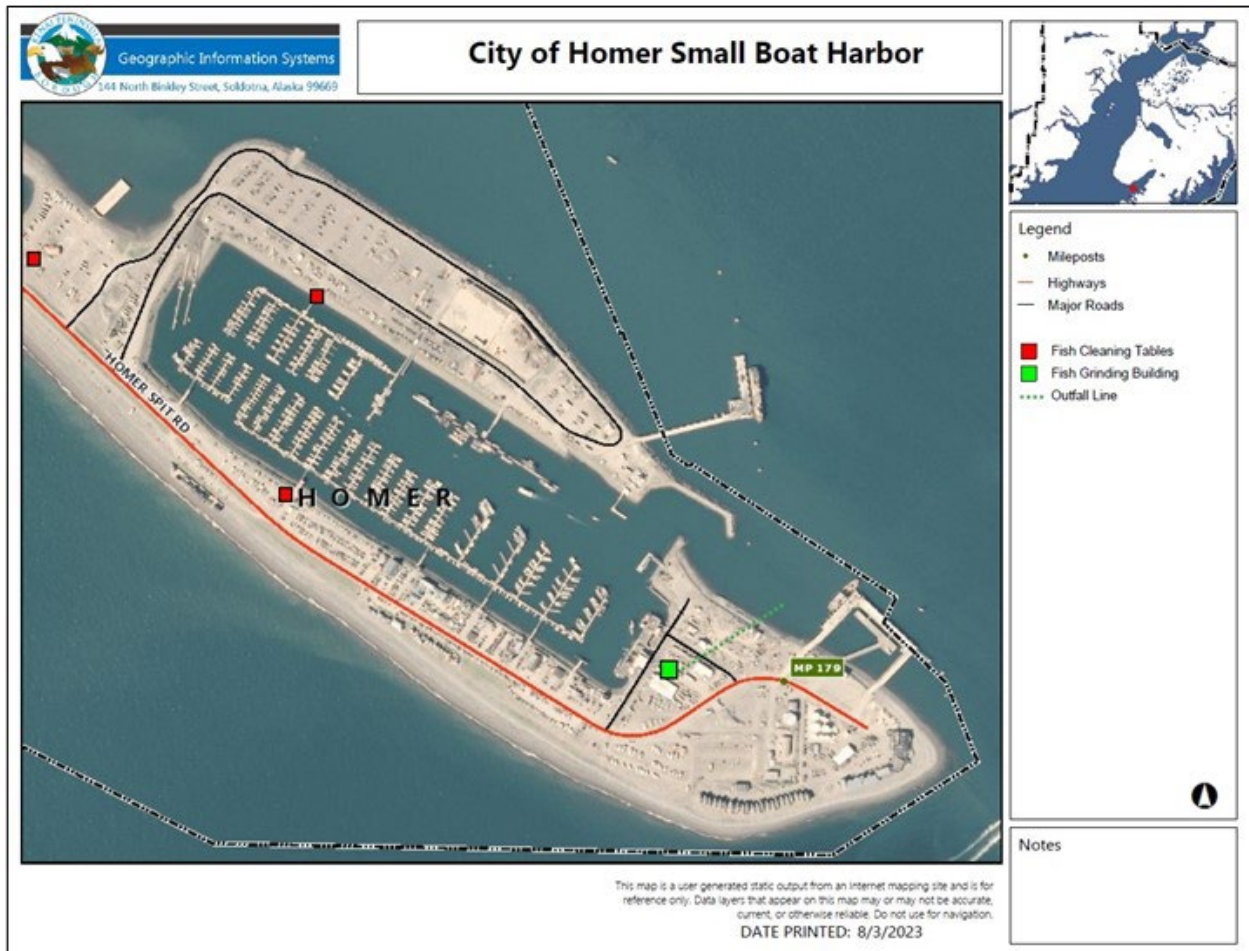 KENAI PENINSULA
BOROUGH
Geographic Information Systems
144 North Binkley Street, Soldotna, Alaska 99669
City of Homer Small Boat Harbor
HOMER SPIT RD
HOMER
MP 179
Legend
Mileposts
Highways
Major Roads
Fish Cleaning Tables
Fish Grinding Building
Outfall Line
Notes
This map is a user generated static output from an Internet mapping site and is for
reference only. Data layers that appear on this map may or may not be accurate,
current, or otherwise reliable. Do not use for navigation.
DATE PRINTED: 8/3/2023